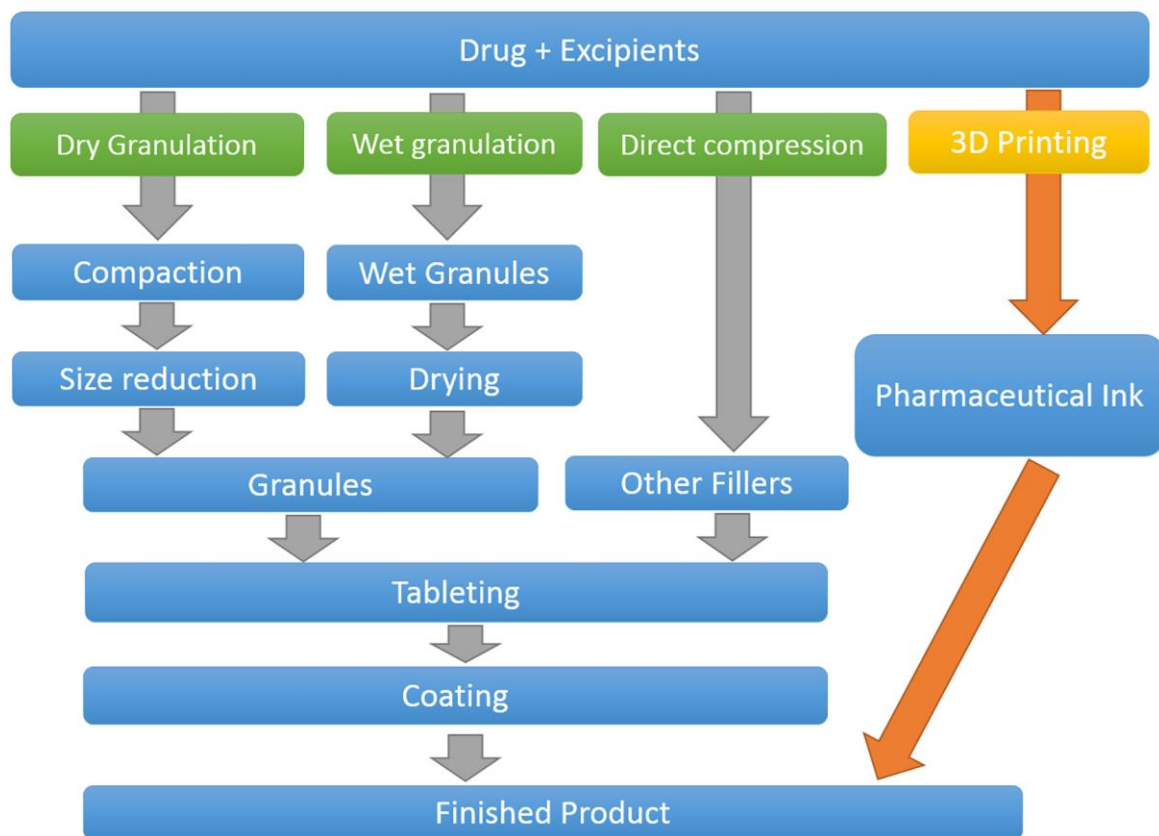 Drug + Excipients
Dry Granulation
Wet granulation
Direct compression
3D Printing
Compaction
Wet Granules
Size reduction
Drying
Pharmaceutical Ink
Granules
Other Fillers
Tableting
Coating
Finished Product